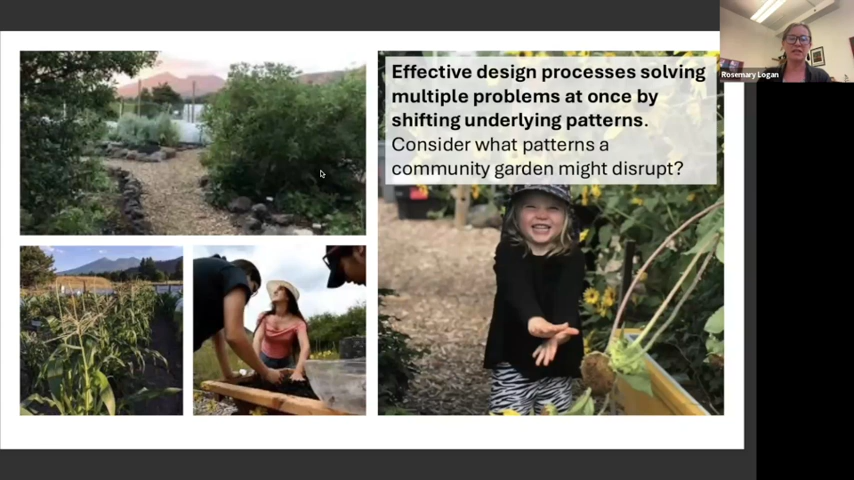 Effective design processes solving
multiple problems at once by
shifting underlying patterns.
Consider what patterns a
community garden might disrupt?
Rosemary Logan